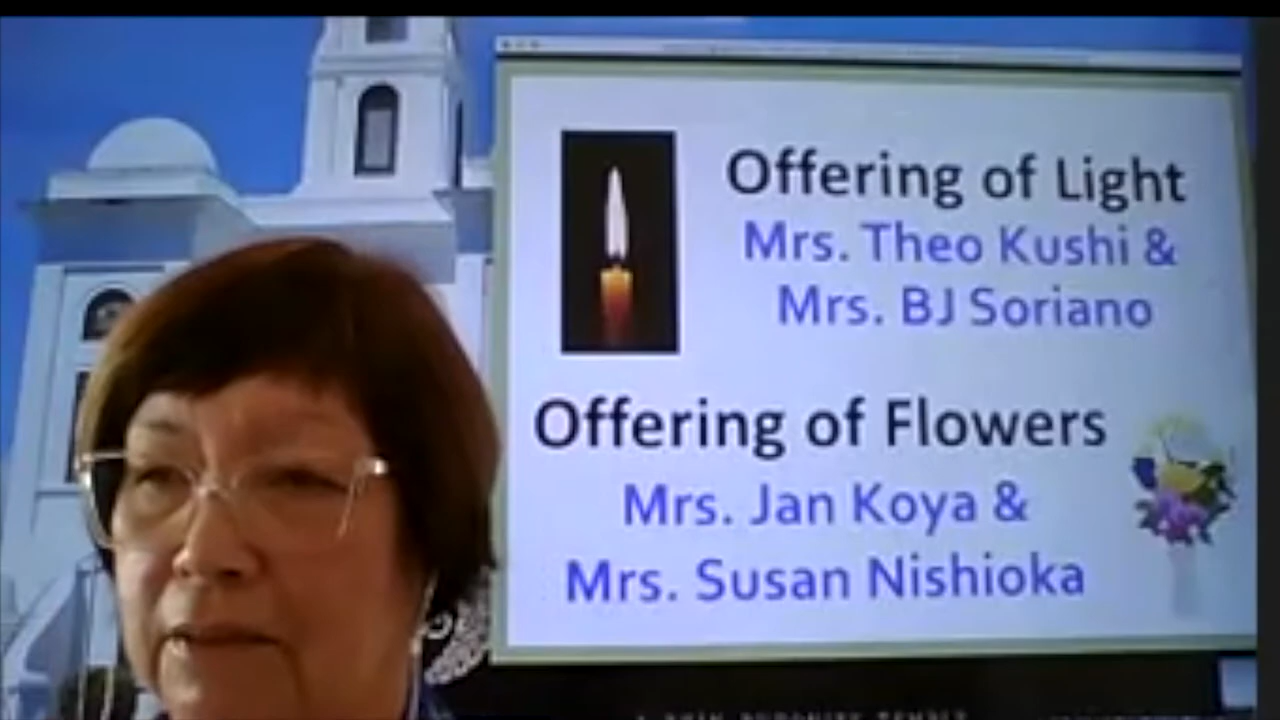 Offering of Light
Mrs. Theo Kushi &
Mrs. BJ Soriano
Offering of Flowers
Mrs. Jan Koya &
Mrs. Susan Nishioka